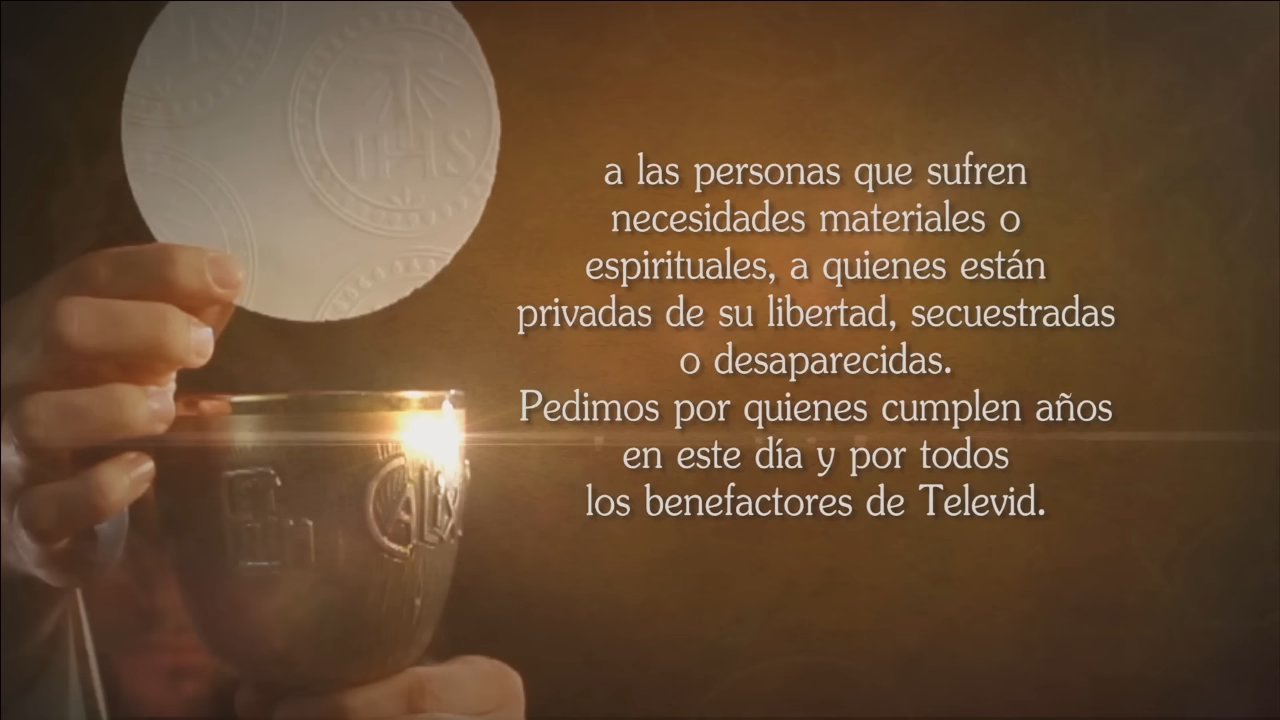 IHS
a las personas que sufren
necesidades materiales o
espirituales, a quienes están
privadas de su libertad, secuestradas
o desaparecidas.
Pedimos por quienes cumplen años
en este día y por todos
los benefactores de Televid.